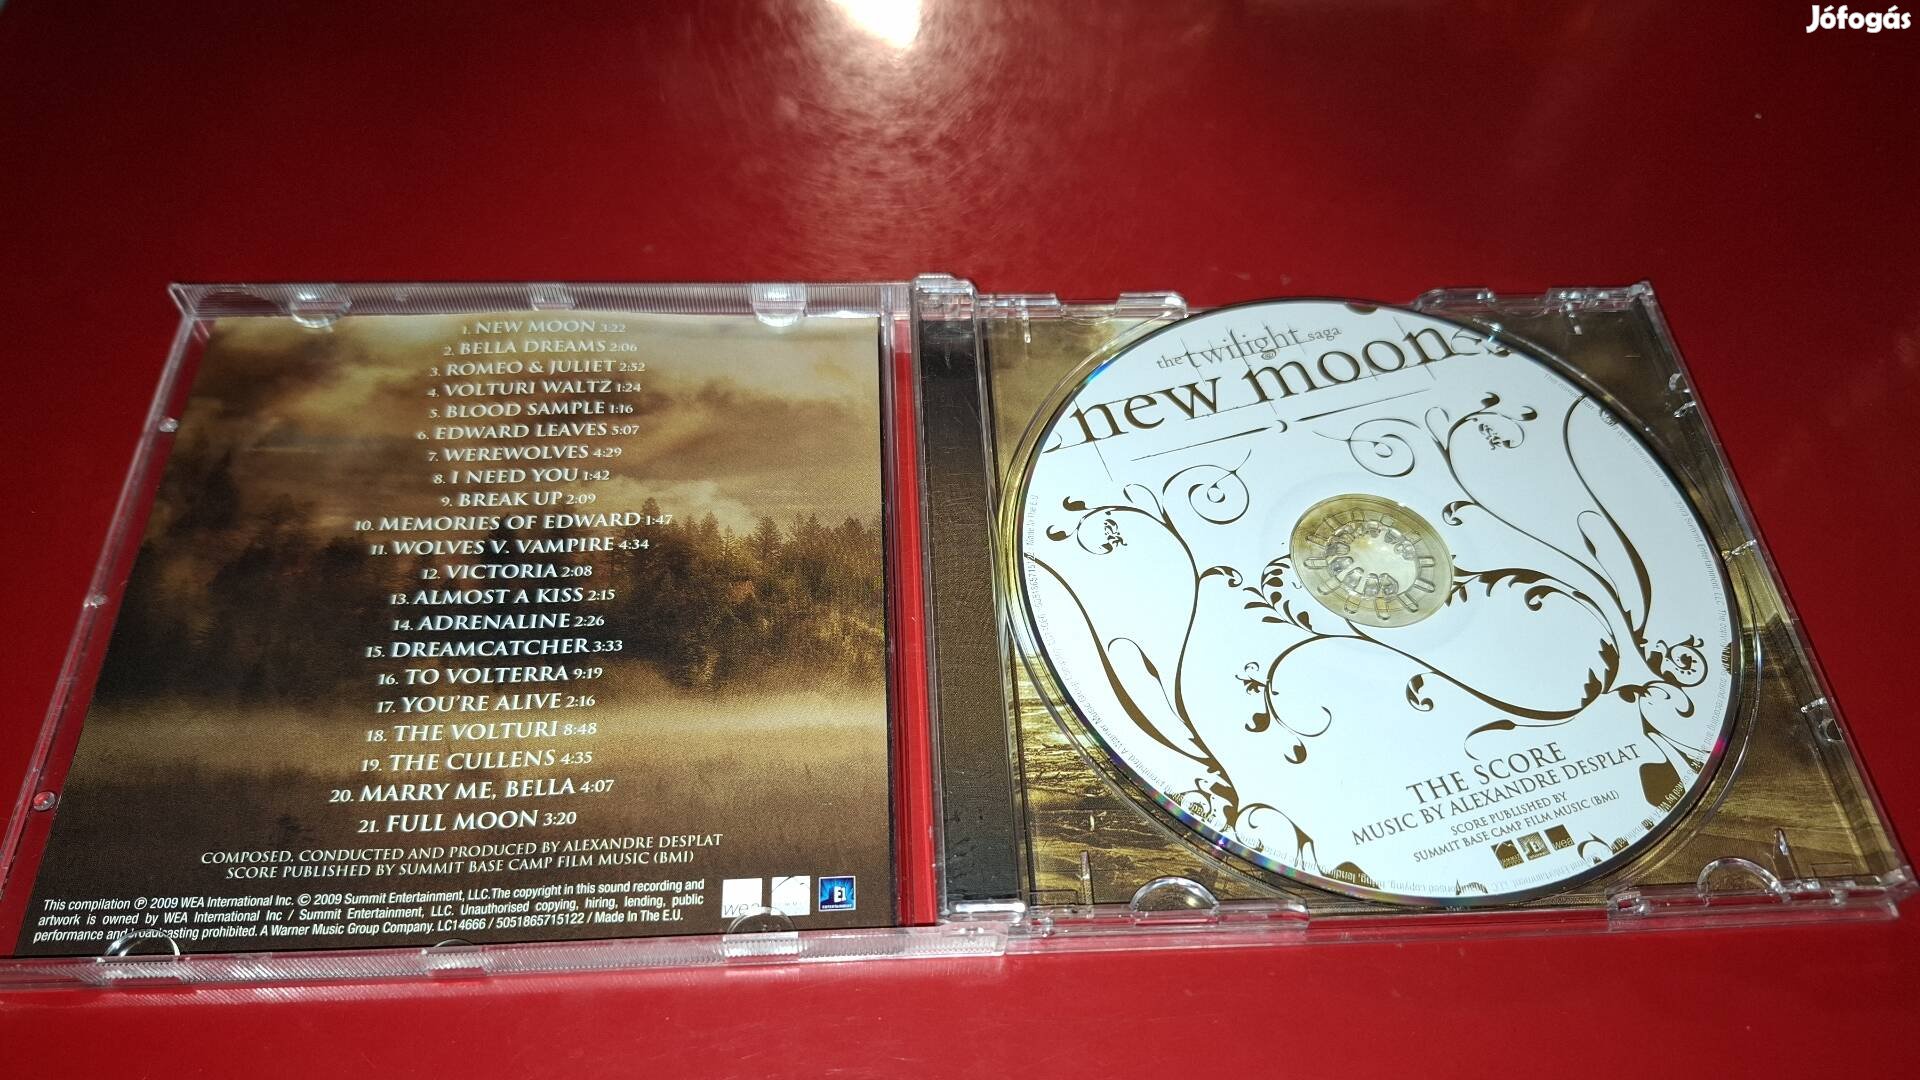 Jófogás
1. NEW MOON 3:22
2. BELLA DREAMS 2:06
3. ROMEO & JULIET 2:52
4. VOLTURI WALTZ 1:24
5. BLOOD SAMPLE 1:16
6. EDWARD LEAVES 5:07
7. WEREWOLVES 4:29
8. I NEED YOU 1:42
9. BREAK UP 2:09
10. MEMORIES OF EDWARD 1:47
11. WOLVES V. VAMPIRE 4:34
12. VICTORIA 2:08
13. ALMOST A KISS 2:15
14. ADRENALINE 2:26
15. DREAMCATCHER 3:33
16. TO VOLTERRA 9:19
17. YOU'RE ALIVE 2:16
18. THE VOLTURI 8:48
19. THE CULLENS 4:35
20. MARRY ME, BELLA 4:07
21. FULL MOON 3:20
COMPOSED, CONDUCTED AND PRODUCED BY ALEXANDRE DESPLAT
SCORE PUBLISHED BY SUMMIT BASE CAMP FILM MUSIC (BMI)
This compilation ℗ 2009 WEA International Inc. © 2009 Summit Entertainment, LLC. The copyright in this sound recording and
artwork is owned by WEA International Inc / Summit Entertainment, LLC. Unauthorised copying, hiring, lending, public
performance and broadcasting prohibited. A Warner Music Group Company. LC14666 / 5051865715122 / Made In The E.U.
wea
E1
ENTERTAINMENT
the twilight saga
new moon
THE SCORE
MUSIC BY ALEXANDRE DESPLAT
SCORE PUBLISHED BY
SUMMIT BASE CAMP FILM MUSIC (BMI)
E1
wea